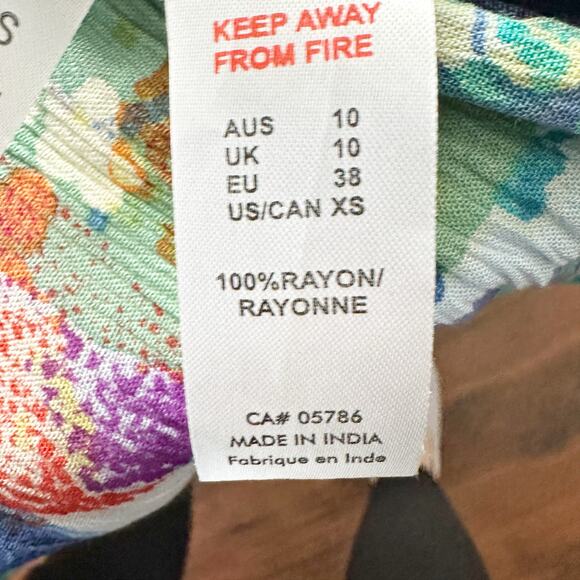 KEEP AWAY
FROM FIRE
AUS 10
UK 10
EU 38
US/CAN XS
100%RAYON/
RAYONNE
CA# 05786
MADE IN INDIA
Fabrique en Inde